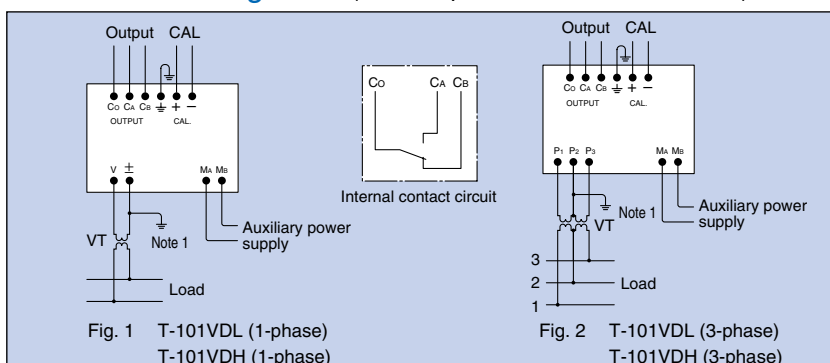 Output CAL
Co CA CB + −
OUTPUT CAL.
V ± MA MB
VT Note 1
Auxiliary power
supply
Load
Fig. 1 T-101VDL (1-phase)
T-101VDH (1-phase)
Co CA CB
Internal contact circuit
Output CAL
Co CA CB + −
OUTPUT CAL.
P1 P2 P3 MA MB
VT Note 1
Auxiliary power
supply
3
2 Load
1
Fig. 2 T-101VDL (3-phase)
T-101VDH (3-phase)